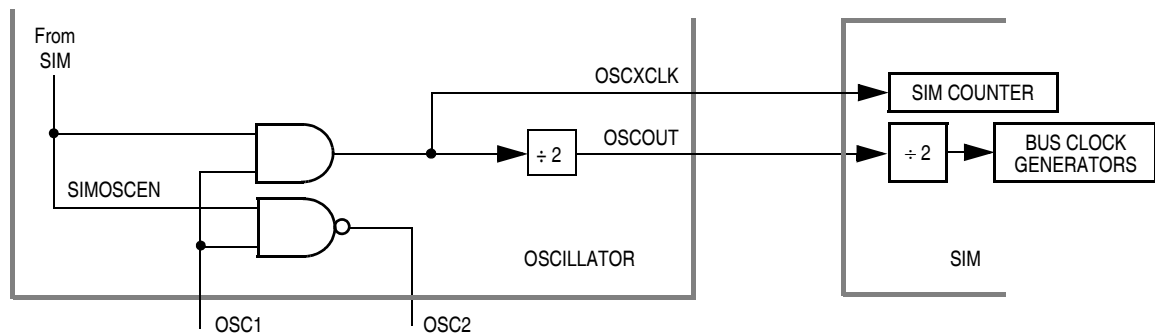 From
SIM
OSCXCLK
SIM COUNTER
OSCOUT
÷ 2
÷ 2
BUS CLOCK
GENERATORS
SIMOSCEN
OSCILLATOR
SIM
OSC1
OSC2